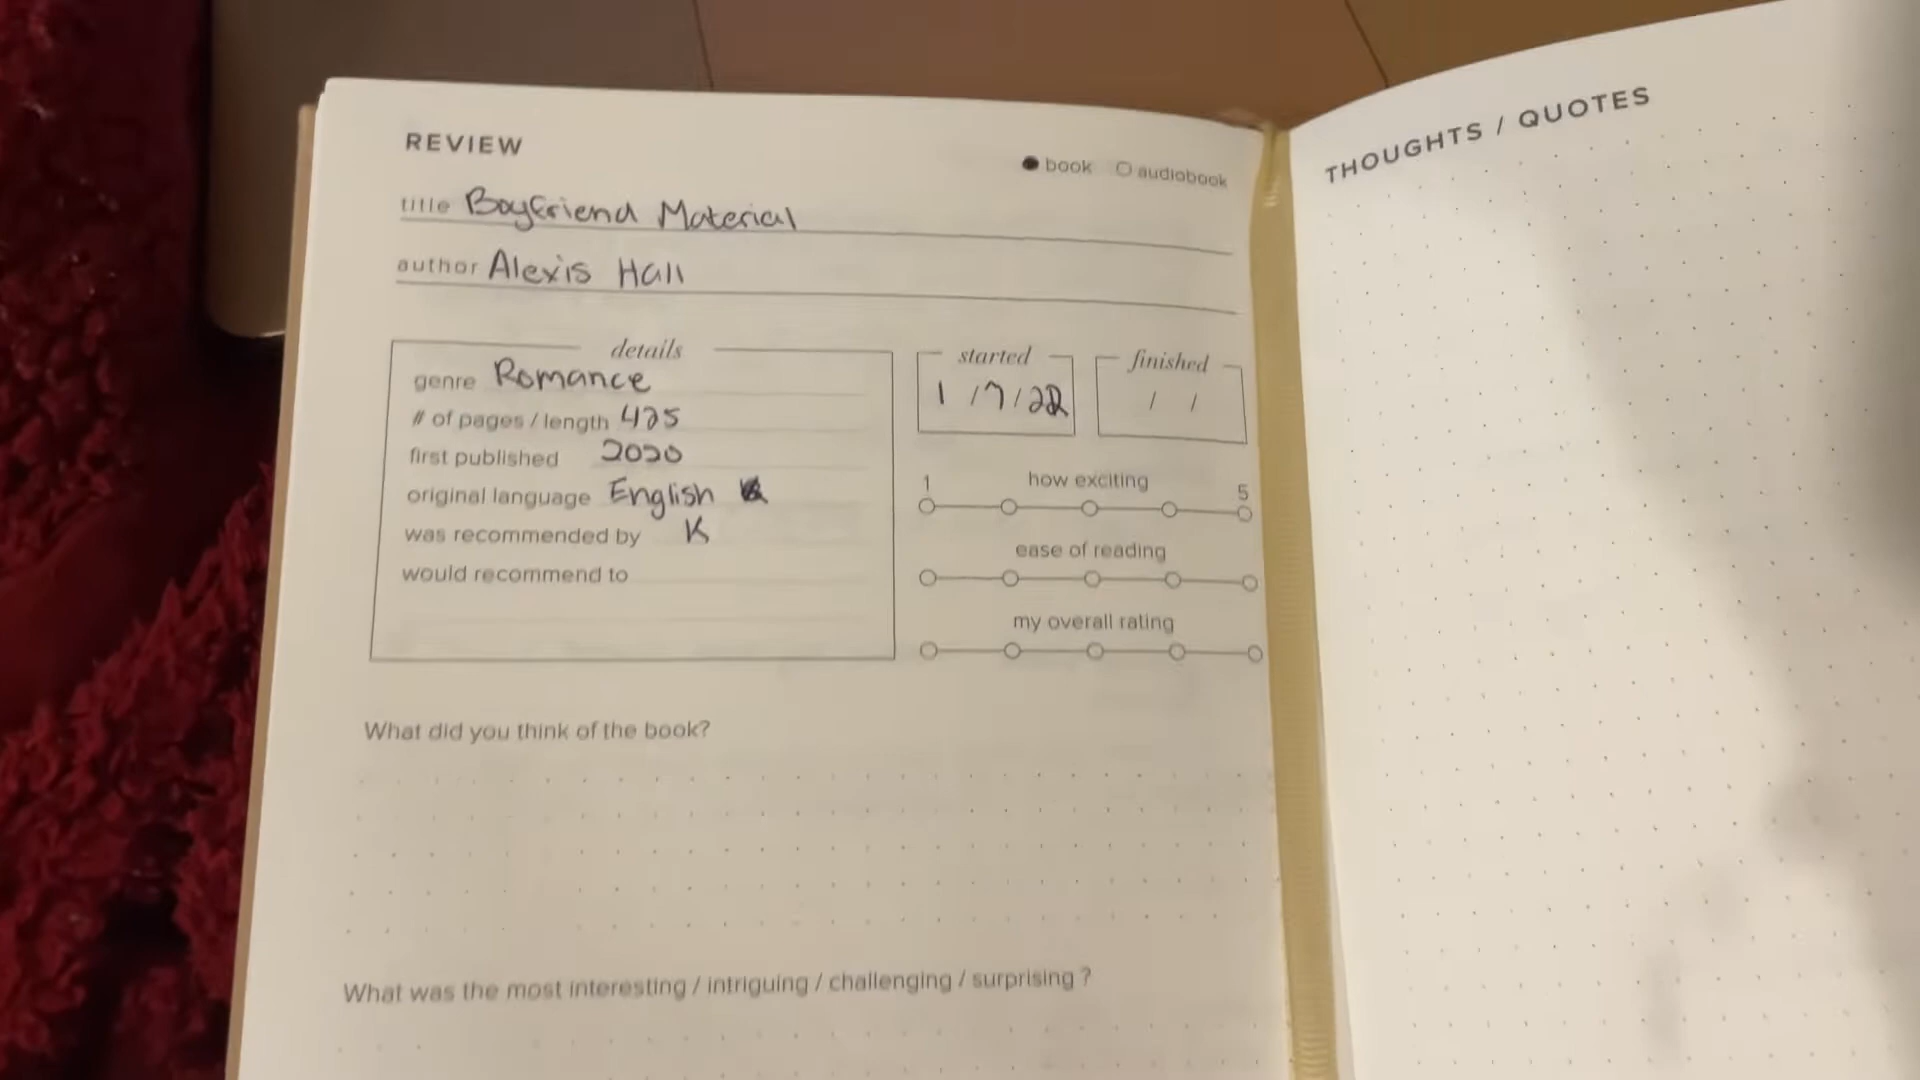 REVIEW
book audiobook
title Boyfriend Material
author Alexis Hall
details
genre Romance
# of pages / length 425
first published 2020
original language English
was recommended by K
would recommend to
started
1/7/22
finished
/ /
how exciting
1 5
ease of reading
my overall rating
What did you think of the book?
What was the most interesting / intriguing / challenging / surprising ?
THOUGHTS / QUOTES